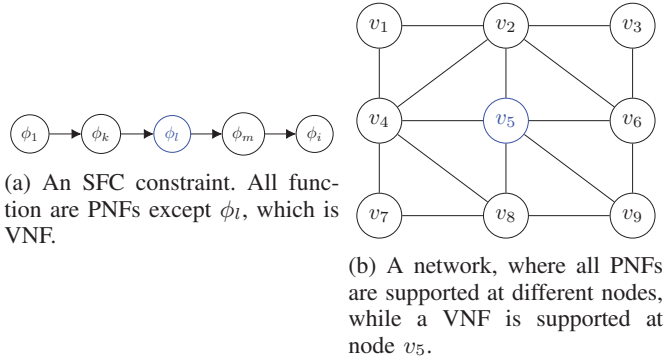 ϕ1 ϕk ϕl ϕm ϕi
(a) An SFC constraint. All func-
tion are PNFs except ϕl, which is
VNF.
v1 v2 v3
v4 v5 v6
v7 v8 v9
(b) A network, where all PNFs
are supported at different nodes,
while a VNF is supported at
node v5.